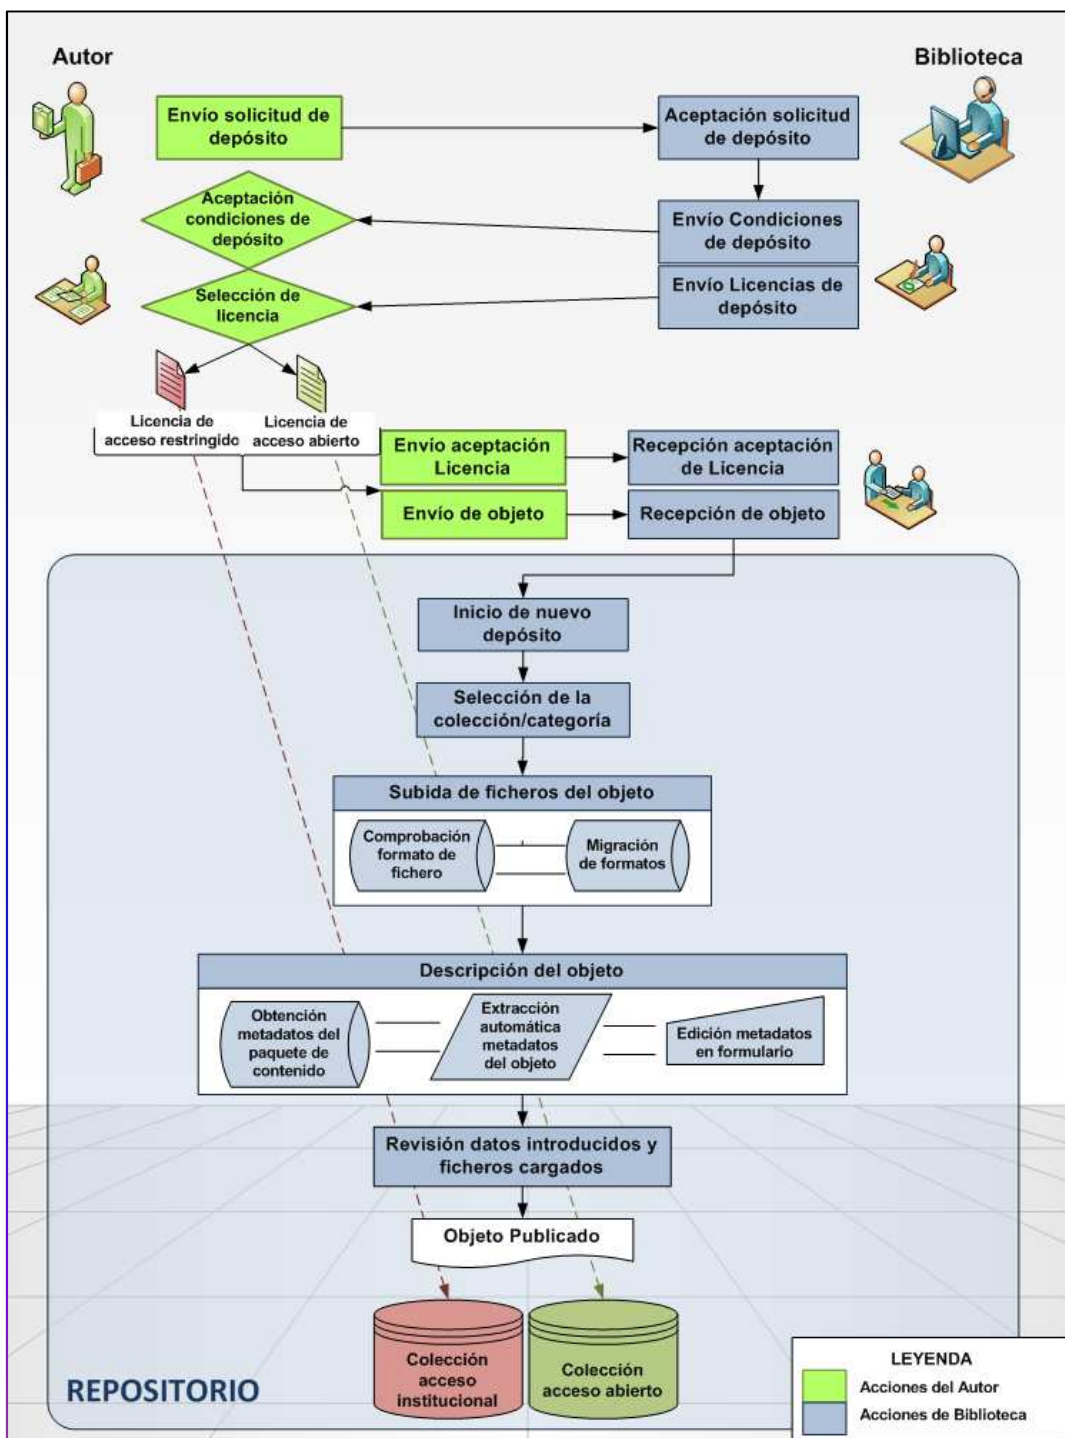 Autor
Biblioteca
Envío solicitud de
depósito
Aceptación solicitud
de depósito
Aceptación
condiciones de
depósito
Envío Condiciones
de depósito
Selección de
licencia
Envío Licencias de
depósito
Licencia de
acceso restringido
Licencia de
acceso abierto
Envío aceptación
Licencia
Recepción aceptación
de Licencia
Envío de objeto
Recepción de objeto
Inicio de nuevo
depósito
Selección de la
colección/categoría
Subida de ficheros del objeto
Comprobación
formato de
fichero
Migración
de formatos
Descripción del objeto
Obtención
metadatos del
paquete de
contenido
Extracción
automática
metadatos
del objeto
Edición metadatos
en formulario
Revisión datos introducidos y
ficheros cargados
Objeto Publicado
Colección
acceso
institucional
Colección
acceso abierto
REPOSITORIO
LEYENDA
Acciones del Autor
Acciones de Biblioteca